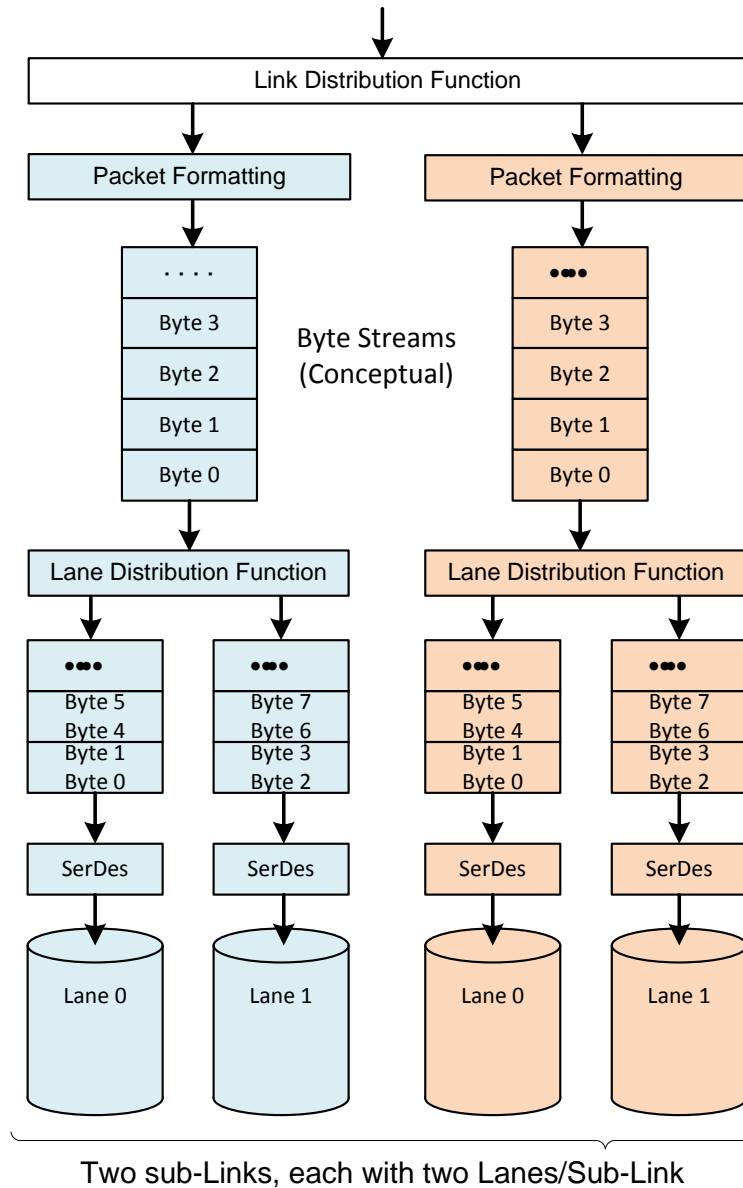 Link Distribution Function
Packet Formatting
Packet Formatting
. . . .
Byte 3
Byte 2
Byte 1
Byte 0
Byte Streams
(Conceptual)
••••
Byte 3
Byte 2
Byte 1
Byte 0
Lane Distribution Function
Lane Distribution Function
••••
Byte 5
Byte 4
Byte 1
Byte 0
••••
Byte 7
Byte 6
Byte 3
Byte 2
••••
Byte 5
Byte 4
Byte 1
Byte 0
••••
Byte 7
Byte 6
Byte 3
Byte 2
SerDes
SerDes
SerDes
SerDes
Lane 0
Lane 1
Lane 0
Lane 1
Two sub-Links, each with two Lanes/Sub-Link